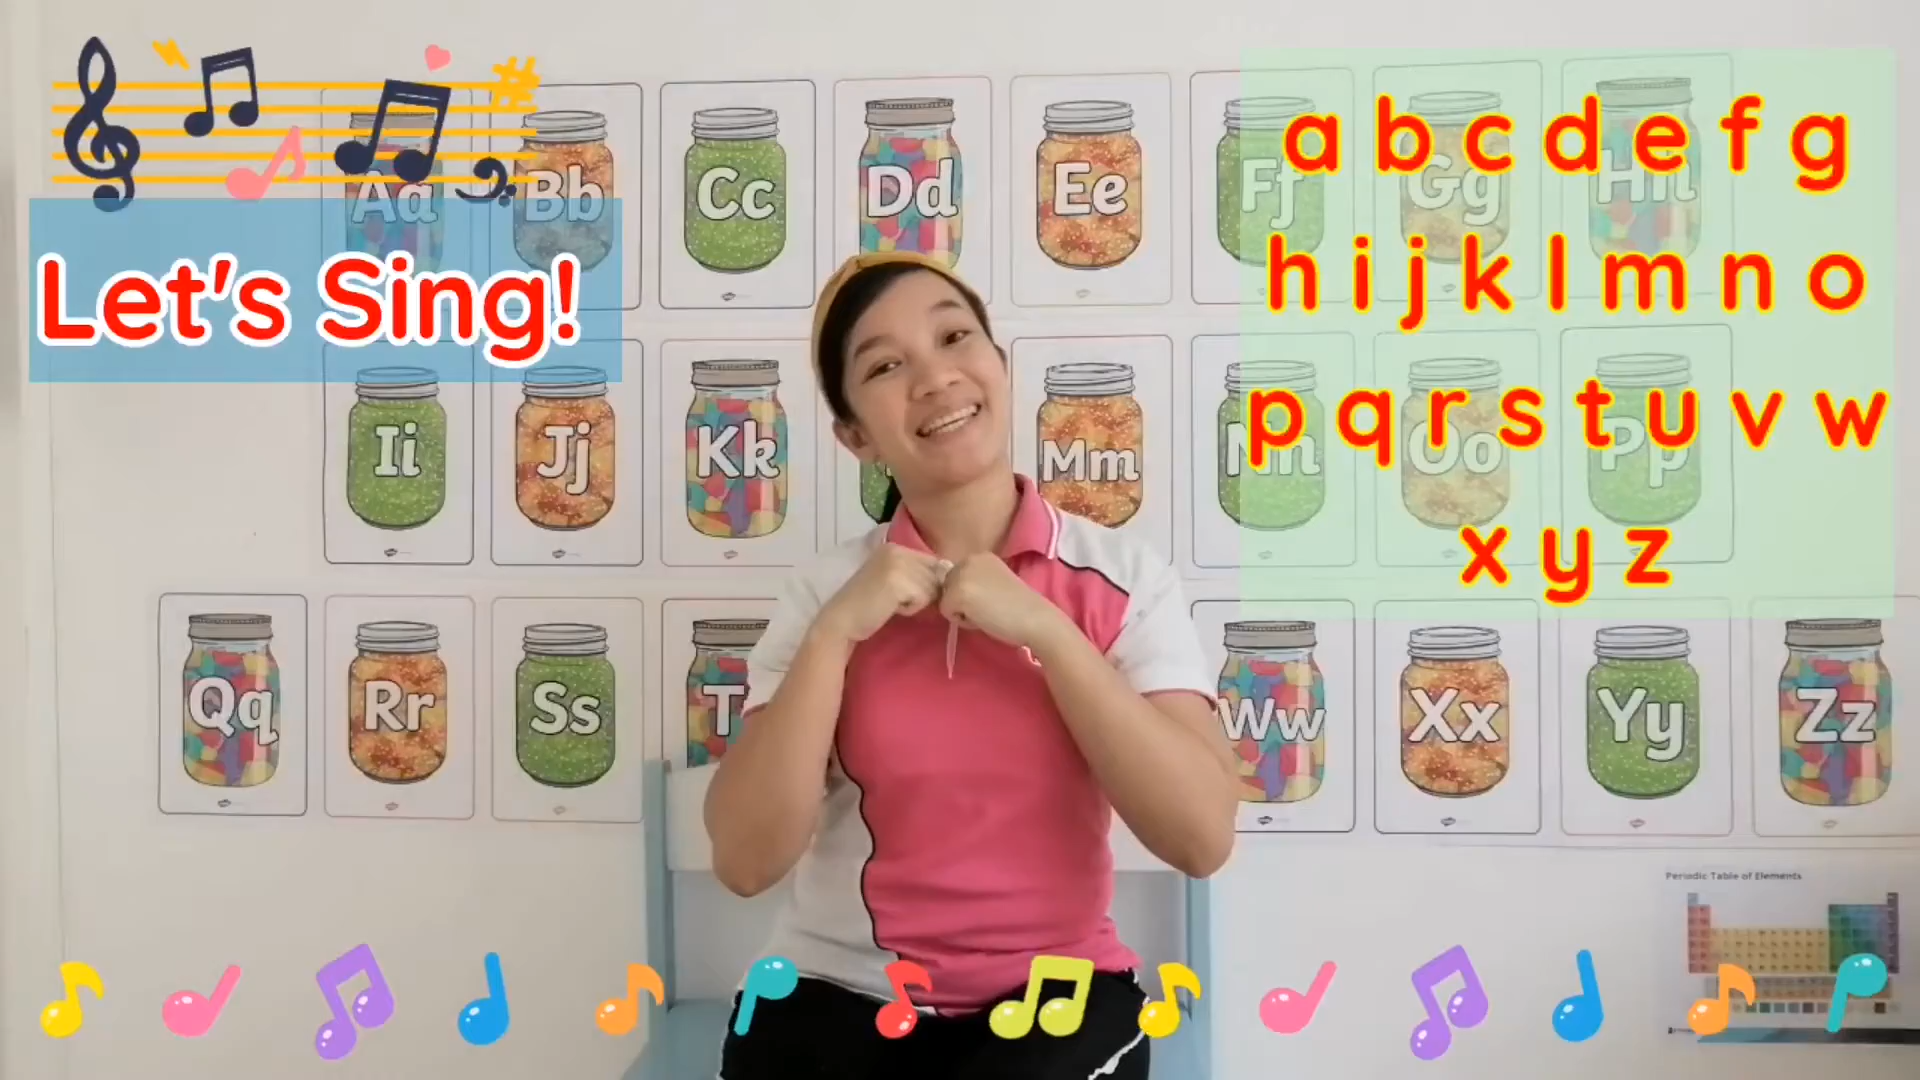 Let's Sing!
a b c d e f g
h i j k l m n o
p q r s t u v w
x y z
Aa Bb Cc Dd Ee Ff Gg Hh
Ii Jj Kk Mm Nn Oo Pp
Qq Rr Ss T Ww Xx Yy Zz
Periodic Table of Elements